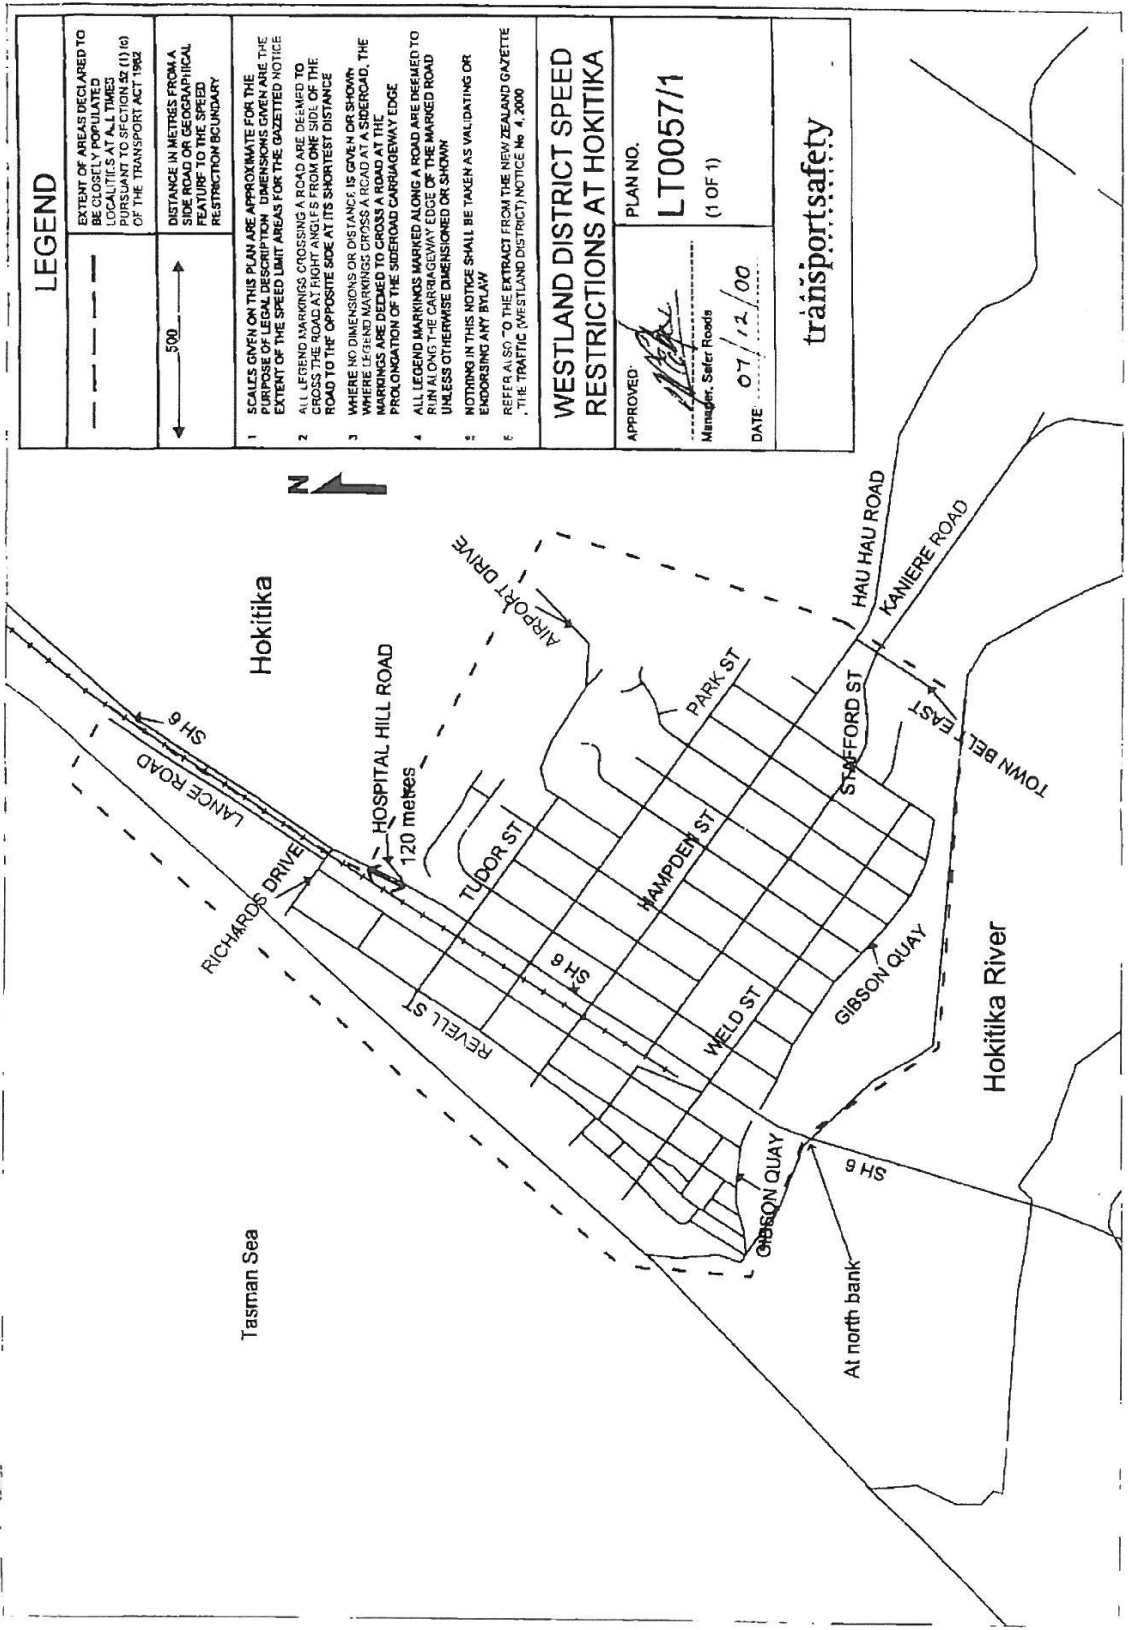 LEGEND
EXTENT OF AREAS DECLARED TO
BE CLOSELY POPULATED
LOCALITIES AT ALL TIMES
PURSUANT TO SECTION 52 (1) (c)
OF THE TRANSPORT ACT 1962
500
DISTANCE IN METRES FROM A
SIDE ROAD OR GEOGRAPHICAL
FEATURE TO THE SPEED
RESTRICTION BOUNDARY
1 SCALES GIVEN ON THIS PLAN ARE APPROXIMATE FOR THE
PURPOSE OF LEGAL DESCRIPTION DIMENSIONS GIVEN ARE THE
EXTENT OF THE SPEED LIMIT AREAS FOR THE GAZETTED NOTICE
2 ALL LEGEND MARKINGS CROSSING A ROAD ARE DEEMED TO
CROSS THE ROAD AT RIGHT ANGLES FROM ONE SIDE OF THE
ROAD TO THE OPPOSITE SIDE AT ITS SHORTEST DISTANCE
3 WHERE NO DIMENSIONS OR DISTANCE IS GIVEN OR SHOWN
WHERE LEGEND MARKINGS CROSS A ROAD AT A SIDEROAD, THE
MARKINGS ARE DEEMED TO CROSS A ROAD AT THE
PROLONGATION OF THE SIDEROAD CARRIAGEWAY EDGE
4 ALL LEGEND MARKINGS MARKED ALONG A ROAD ARE DEEMED TO
RUN ALONG THE CARRIAGEWAY EDGE OF THE MARKED ROAD
UNLESS OTHERWISE DIMENSIONED OR SHOWN
NOTHING IN THIS NOTICE SHALL BE TAKEN AS VALIDATING OR
ENDORSING ANY BYLAW
REFER ALSO TO THE EXTRACT FROM THE NEW ZEALAND GAZETTE
, THE TRAFFIC (WESTLAND DISTRICT) NOTICE No 4, 2000
WESTLAND DISTRICT SPEED
RESTRICTIONS AT HOKITIKA
APPROVED:
Manager, Safer Roads
DATE: 07/12/00
PLAN NO.
LT0057/1
(1 OF 1)
transportsafety
N
Hokitika
Tasman Sea
SH 6
LANCE ROAD
HOSPITAL HILL ROAD
120 metres
RICHARDS DRIVE
AIRPORT DRIVE
TUDOR ST
REVELL ST
PARK ST
HAMPDEN ST
SH 6
WELD ST
STAFFORD ST
HAU HAU ROAD
KANIERE ROAD
TOWN BELT EAST
GIBSON QUAY
GIBSON QUAY
SH 6
At north bank
Hokitika River